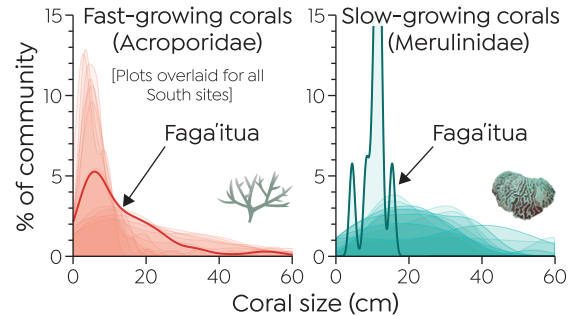 Fast-growing corals
(Acroporidae)
[Plots overlaid for all
South sites]
Faga'itua
Slow-growing corals
(Merulinidae)
Faga'itua
% of community
15
10
5
0
0 20 40 60
15
10
5
0
0 20 40 60
Coral size (cm)